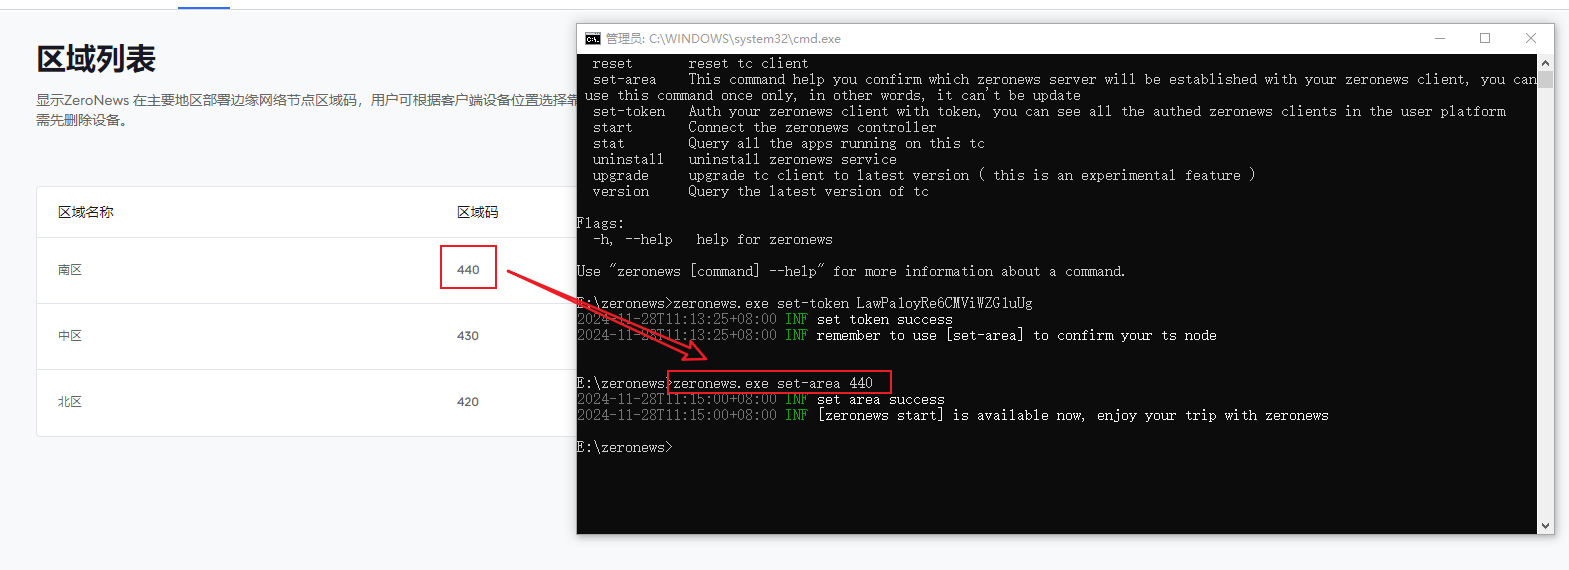 区域列表
显示ZeroNews 在主要地区部署边缘网络节点区域码，用户可根据客户端设备位置选择靠
需先删除设备。
区域名称 区域码
南区 440
中区 430
北区 420
管理员: C:\WINDOWS\system32\cmd.exe
reset reset tc client
set-area This command help you confirm which zeronews server will be established with your zeronews client, you can
use this command once only, in other words, it can't be update
set-token Auth your zeronews client with token, you can see all the authed zeronews clients in the user platform
start Connect the zeronews controller
stat Query all the apps running on this tc
uninstall uninstall zeronews service
upgrade upgrade tc client to latest version ( this is an experimental feature )
version Query the latest version of tc
Flags:
-h, --help help for zeronews
Use "zeronews [command] --help" for more information about a command.
E:\zeronews>zeronews.exe set-token LawPa1oyRe6CMViWZG1uUg
2024-11-28T11:13:25+08:00 INF set token success
2024-11-28T11:13:25+08:00 INF remember to use [set-area] to confirm your ts node
E:\zeronews>zeronews.exe set-area 440
2024-11-28T11:15:00+08:00 INF set area success
2024-11-28T11:15:00+08:00 INF [zeronews start] is available now, enjoy your trip with zeronews
E:\zeronews>